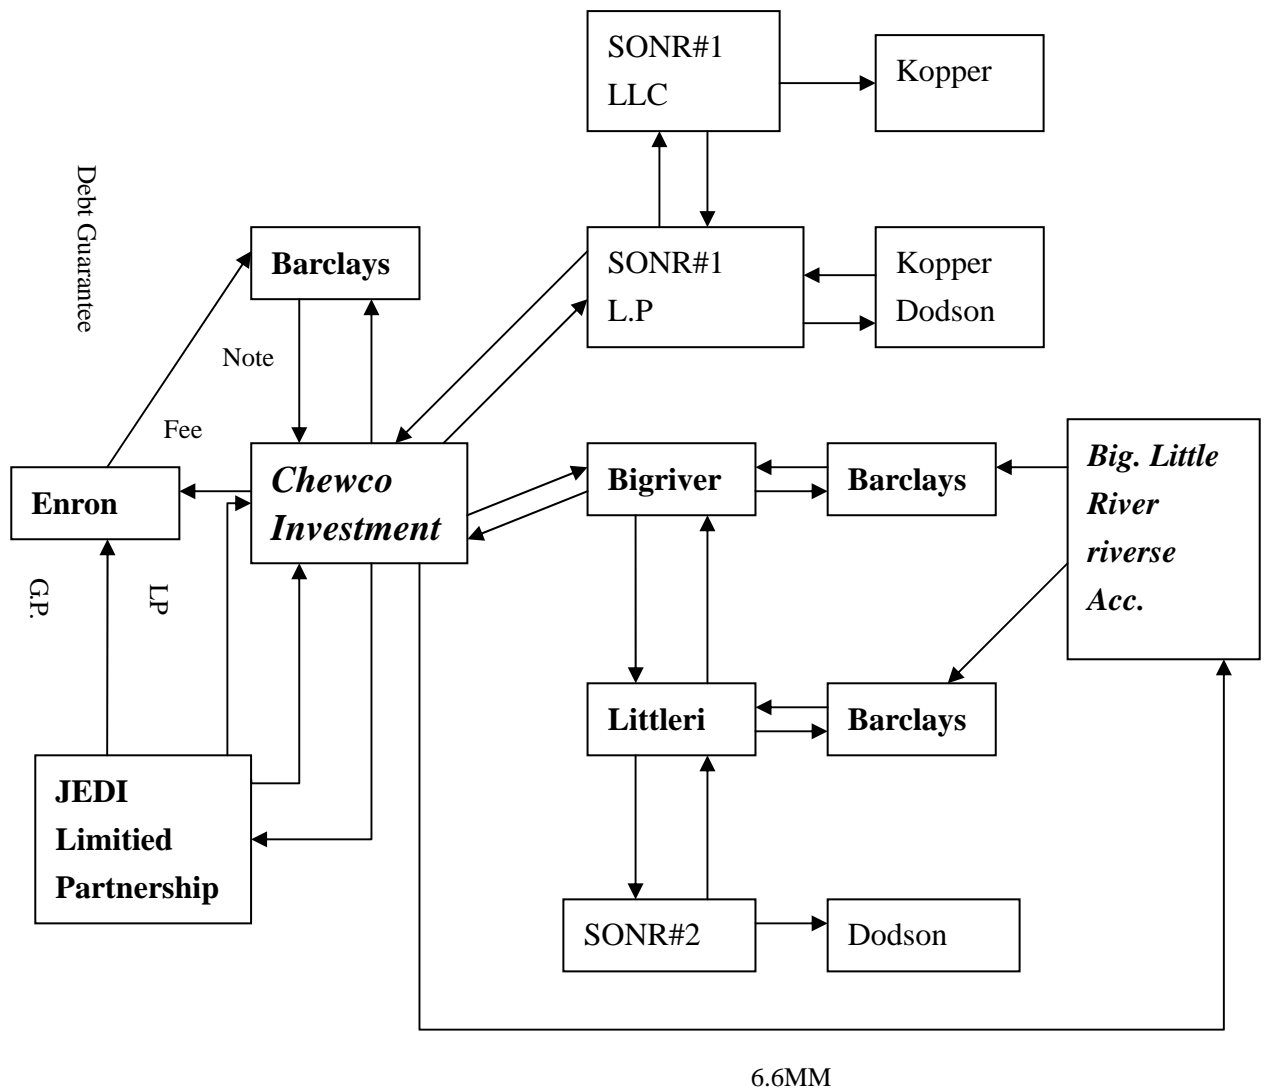 SONR#1
LLC
Kopper
Debt Guarantee
Barclays
SONR#1
L.P
Kopper
Dodson
Note
Fee
Enron
Chewco
Investment
Bigriver
Barclays
Big. Little
River
riverse
Acc.
G.P.
LP
Littleri
Barclays
JEDI
Limitied
Partnership
SONR#2
Dodson
6.6MM